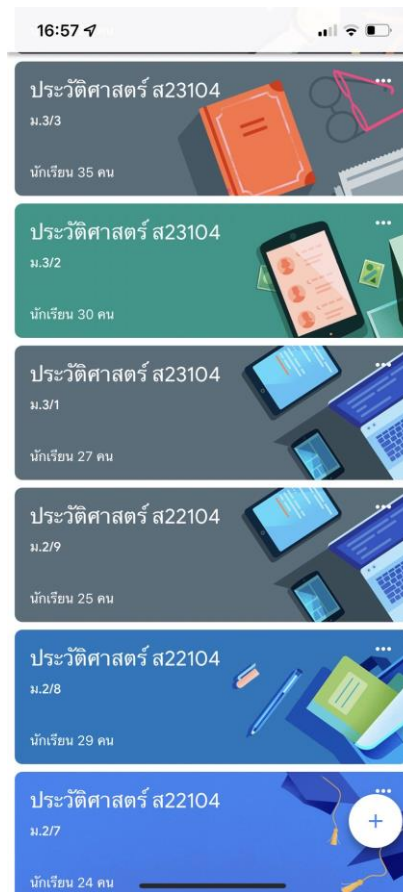 16:57
ประวัติศาสตร์ ส23104
ม.3/3
นักเรียน 35 คน
ประวัติศาสตร์ ส23104
ม.3/2
นักเรียน 30 คน
ประวัติศาสตร์ ส23104
ม.3/1
นักเรียน 27 คน
ประวัติศาสตร์ ส22104
ม.2/9
นักเรียน 25 คน
ประวัติศาสตร์ ส22104
ม.2/8
นักเรียน 29 คน
ประวัติศาสตร์ ส22104
ม.2/7
นักเรียน 24 คน